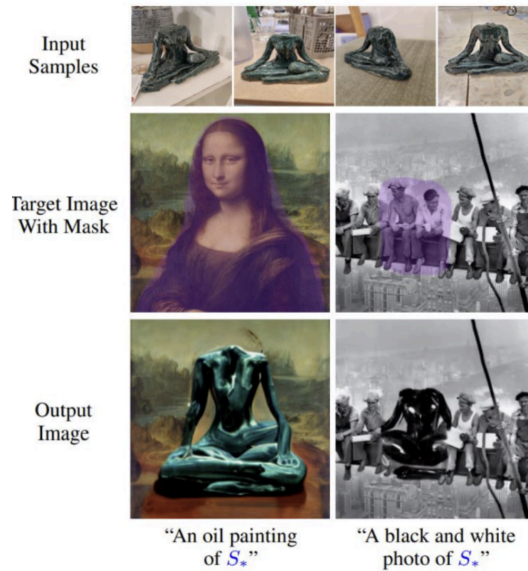 Input
Samples
Target Image
With Mask
Output
Image
“An oil painting
of S*”
“A black and white
photo of S*”